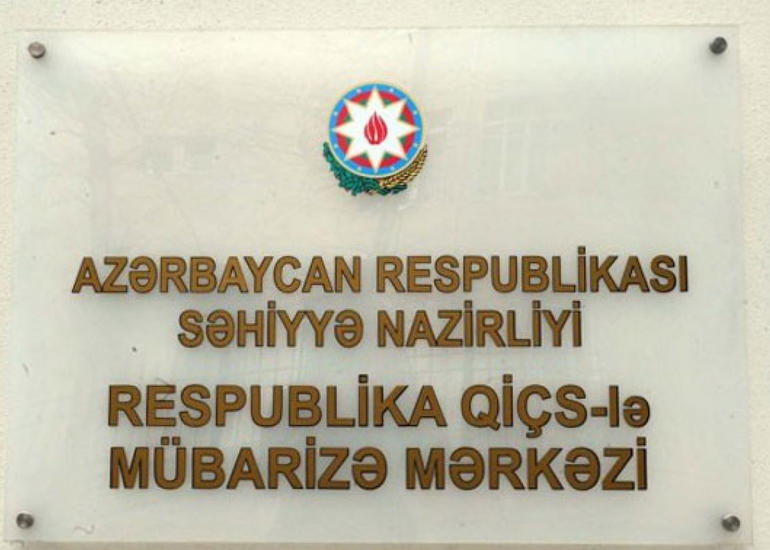 AZƏRBAYCAN RESPUBLİKASI
SƏHİYYƏ NAZİRLİYİ
RESPUBLİKA QİÇS-lə
MÜBARİZƏ MƏRKƏZİ